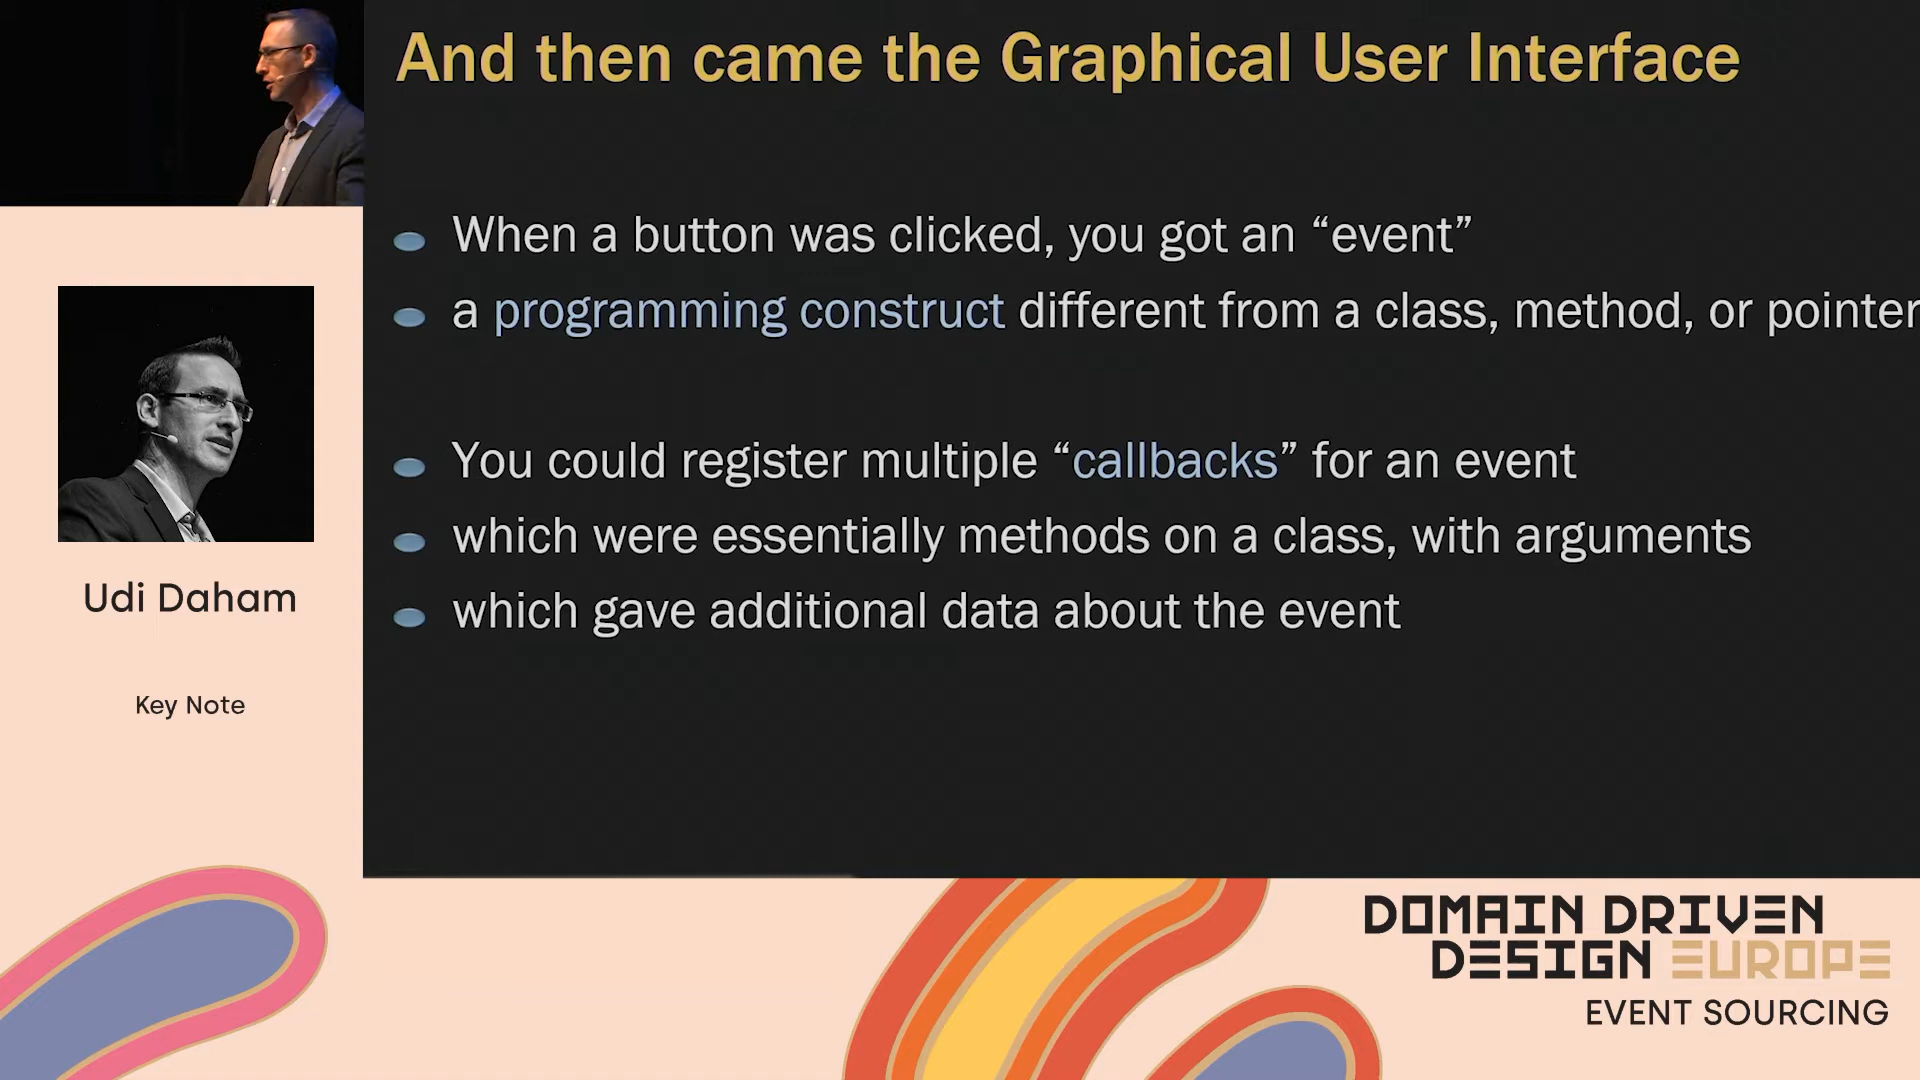 And then came the Graphical User Interface
When a button was clicked, you got an “event”
a programming construct different from a class, method, or pointer
You could register multiple “callbacks” for an event
which were essentially methods on a class, with arguments
which gave additional data about the event
Udi Daham
Key Note
DOMAIN DRIVEN
DESIGN EUROPE
EVENT SOURCING